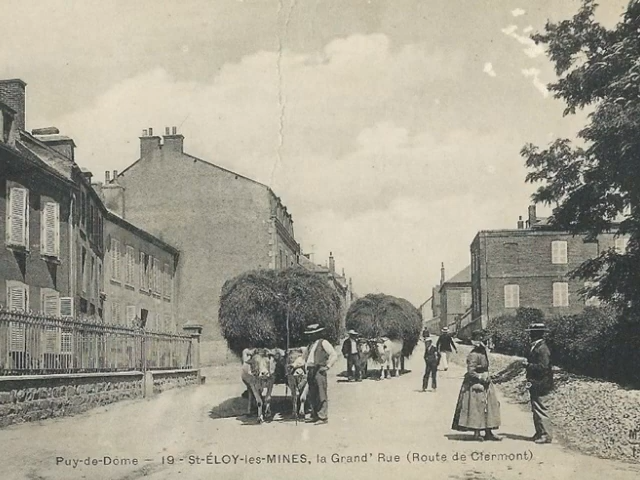 Puy-de-Dôme — 19 - St-ÉLOY-les-MINES, la Grand' Rue (Route de Clermont)